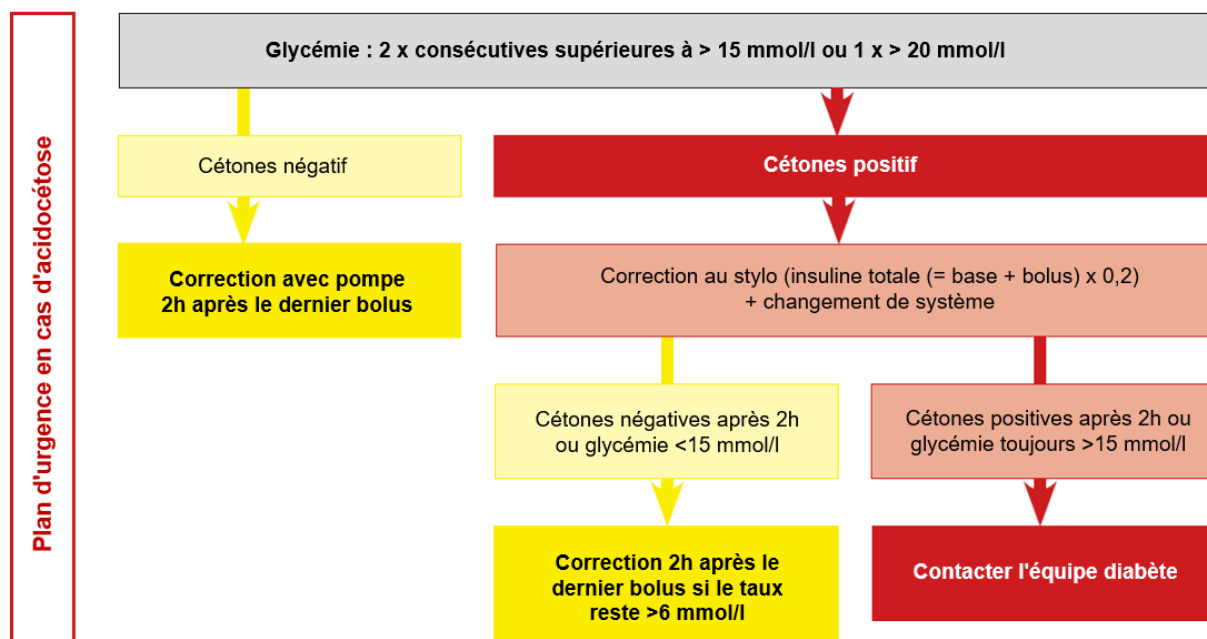 Plan d'urgence en cas d'acidocétose
Glycémie : 2 x consécutives supérieures à > 15 mmol/l ou 1 x > 20 mmol/l
Cétones négatif
Cétones positif
Correction avec pompe
2h après le dernier bolus
Correction au stylo (insuline totale (= base + bolus) x 0,2)
+ changement de système
Cétones négatives après 2h
ou glycémie <15 mmol/l
Cétones positives après 2h ou
glycémie toujours >15 mmol/l
Correction 2h après le
dernier bolus si le taux
reste >6 mmol/l
Contacter l'équipe diabète